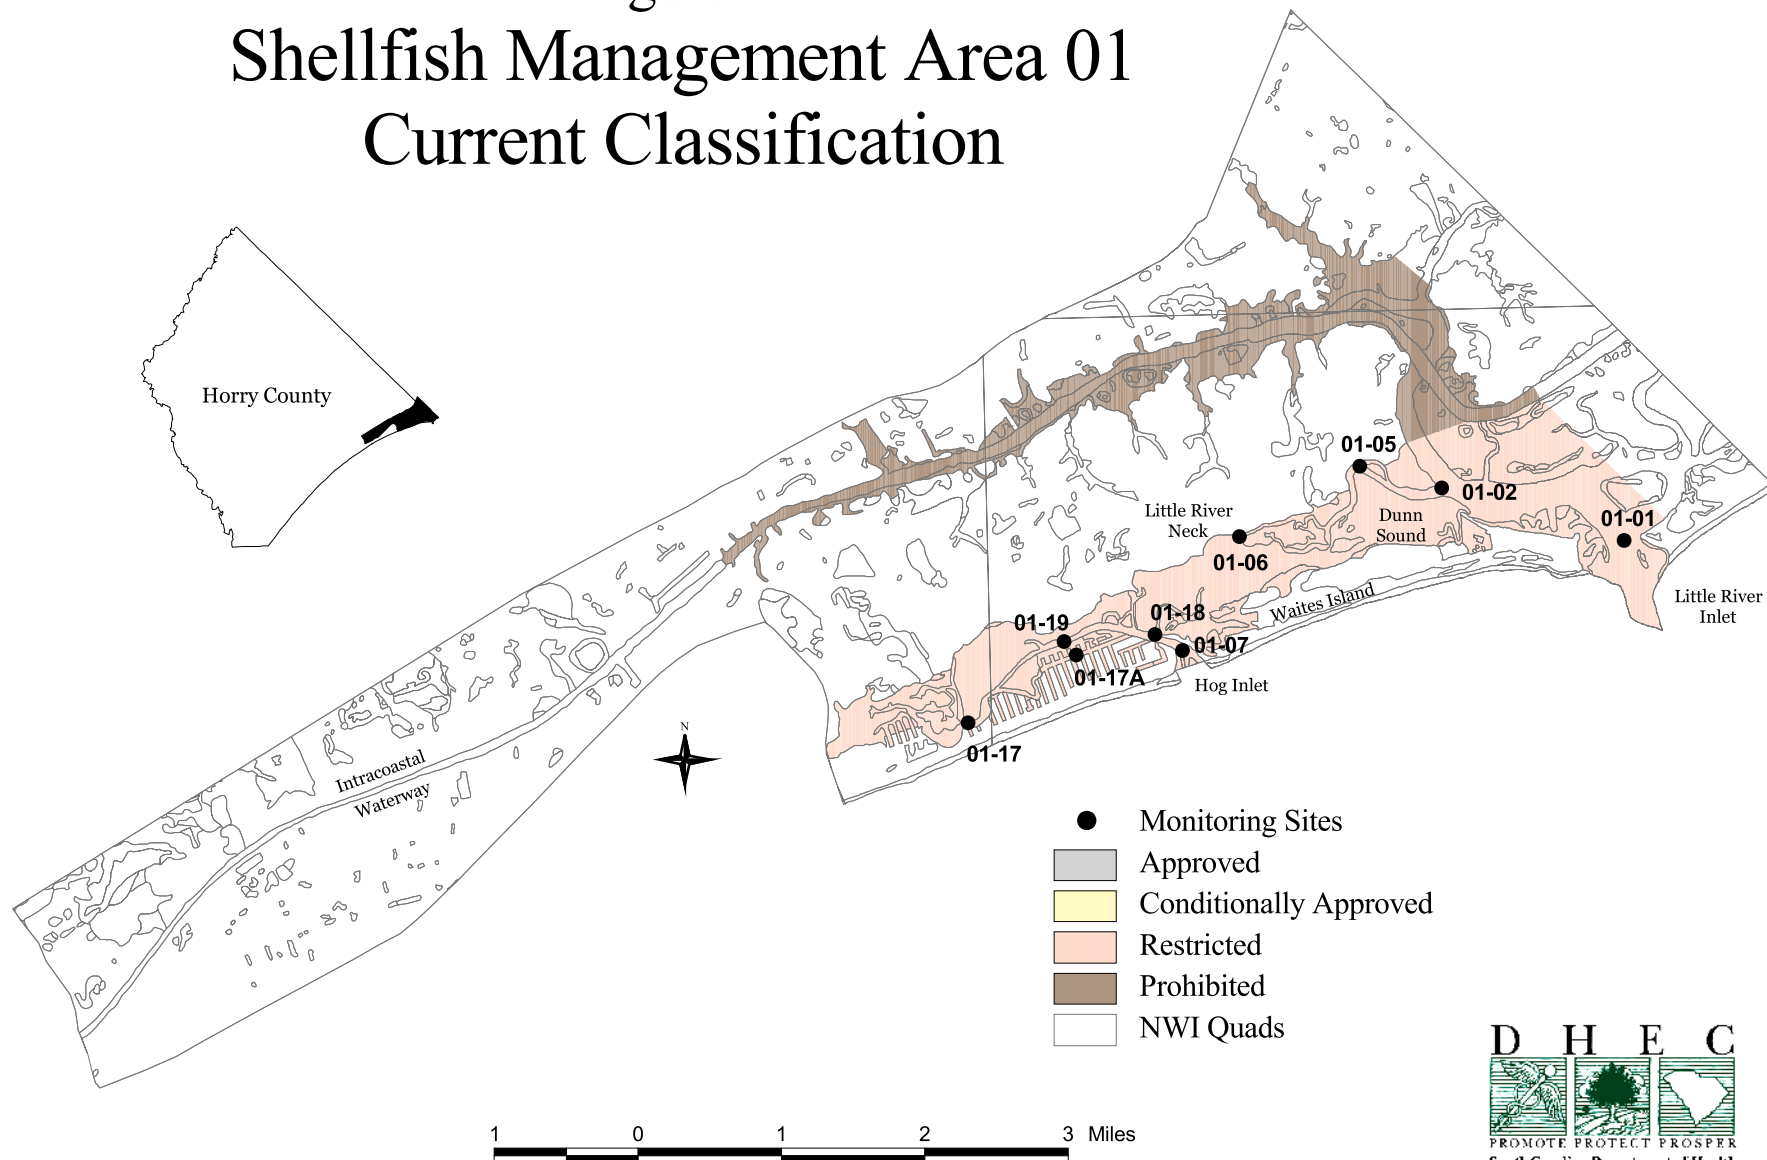 Shellfish Management Area 01
Current Classification
Horry County
01-05
01-02
Little River
Neck
Dunn
Sound
01-01
01-06
Waites Island
Little River
Inlet
01-19
01-18
01-07
01-17A
Hog Inlet
N
01-17
Intracoastal
Waterway
Monitoring Sites
Approved
Conditionally Approved
Restricted
Prohibited
NWI Quads
D H E C
PROMOTE PROTECT PROSPER
1 0 1 2 3 Miles